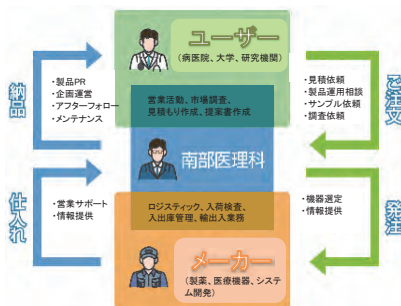 ユーザー
(病医院、大学、研究機関)
納品
・製品PR
・企画運営
・アフターフォロー
・メンテナンス
営業活動、市場調査、
見積もり作成、提案書作成
・見積依頼
・製品運用相談
・サンプル依頼
・調査依頼
ご注文
南部医理科
仕入れ
・営業サポート
・情報提供
ロジスティック、入荷検査、
入出庫管理、輸出入業務
・機器選定
・情報提供
発注
メーカー
(製薬、医療機器、システ
ム開発)